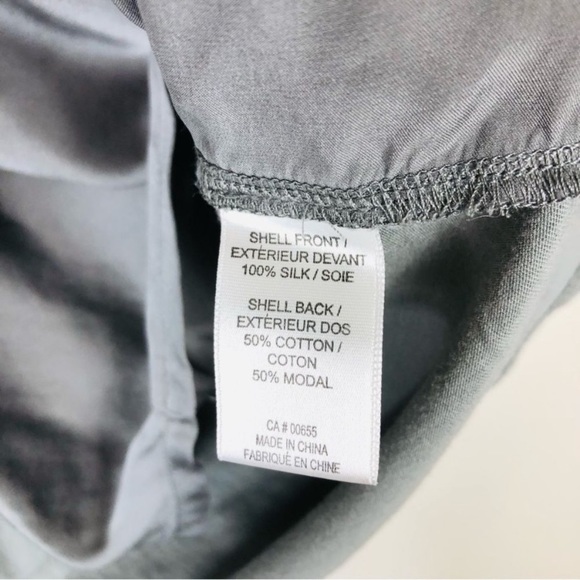 SHELL FRONT /
EXTÉRIEUR DEVANT
100% SILK / SOIE
SHELL BACK /
EXTÉRIEUR DOS
50% COTTON /
COTON
50% MODAL
CA # 00655
MADE IN CHINA
FABRIQUÉ EN CHINE